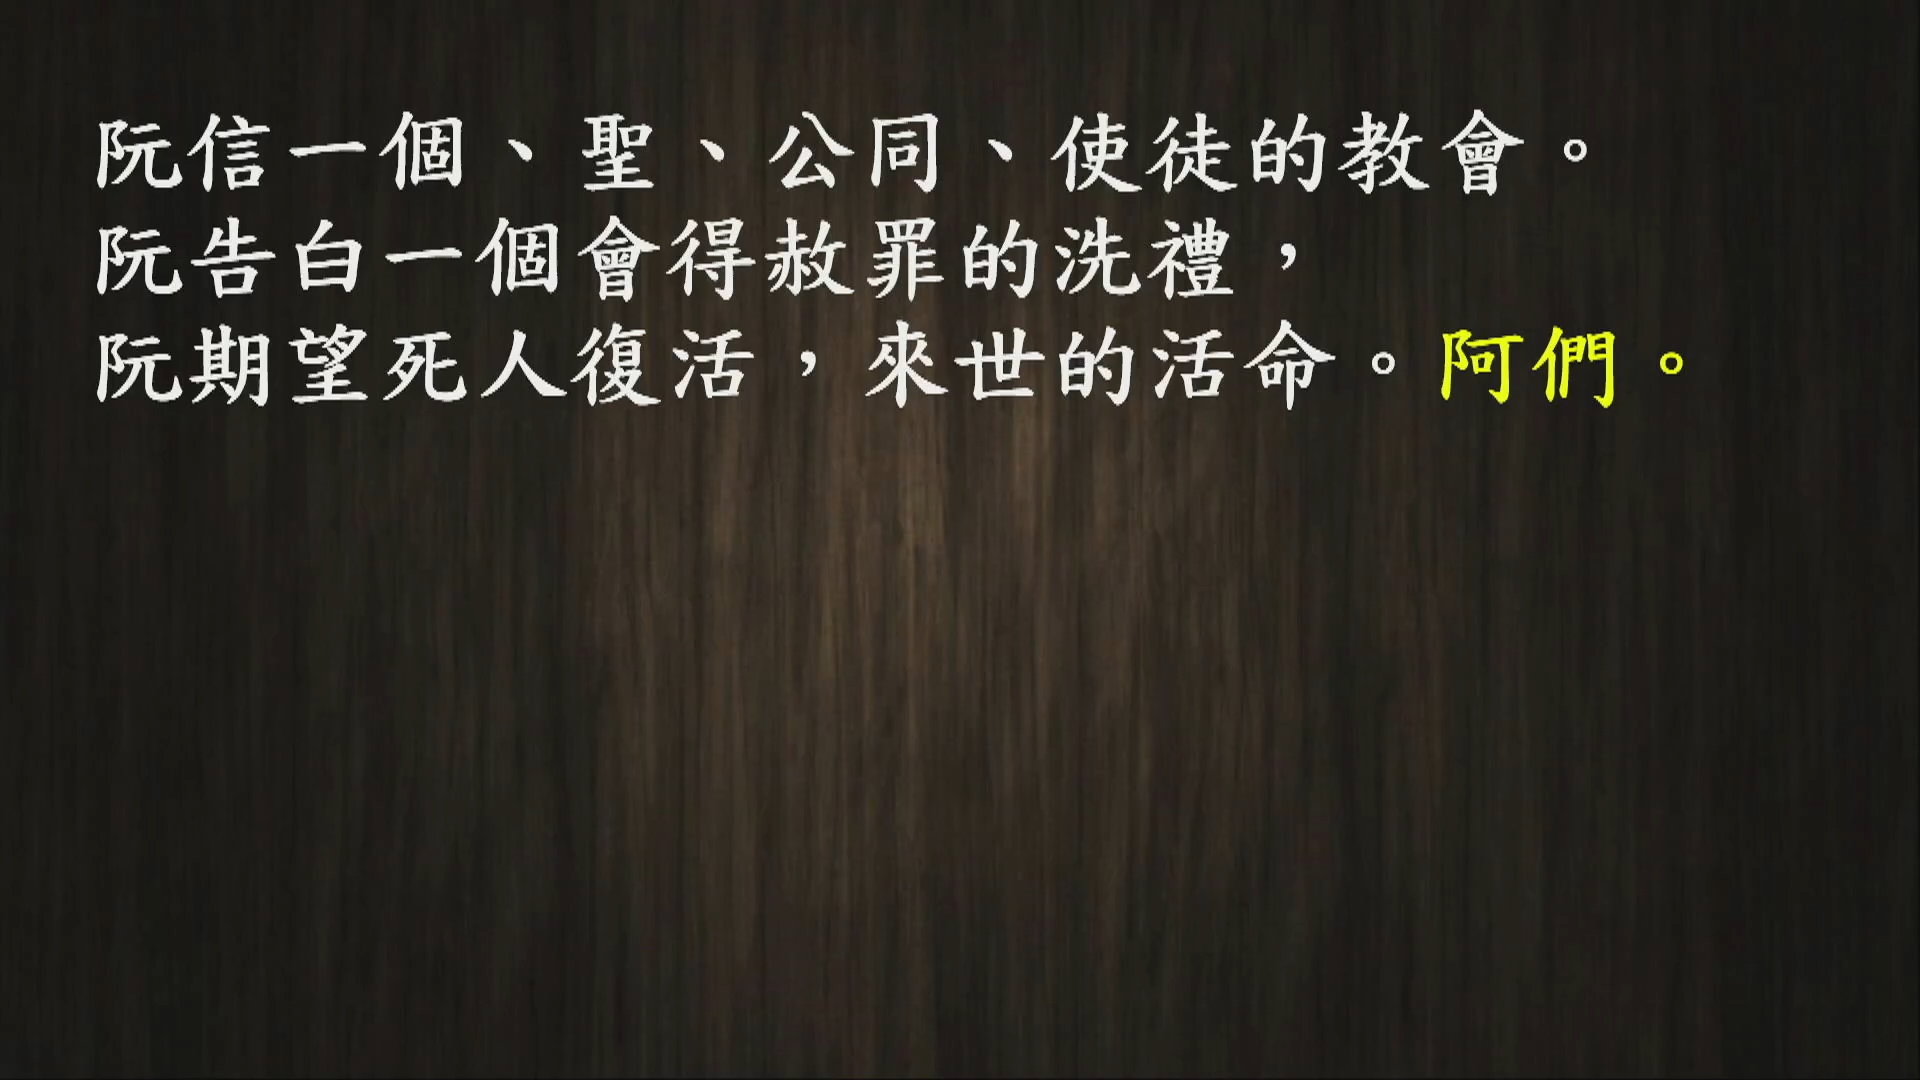 阮信一個、聖、公同、使徒的教會。
阮告白一個會得赦罪的洗禮，
阮期望死人復活，來世的活命。阿們。